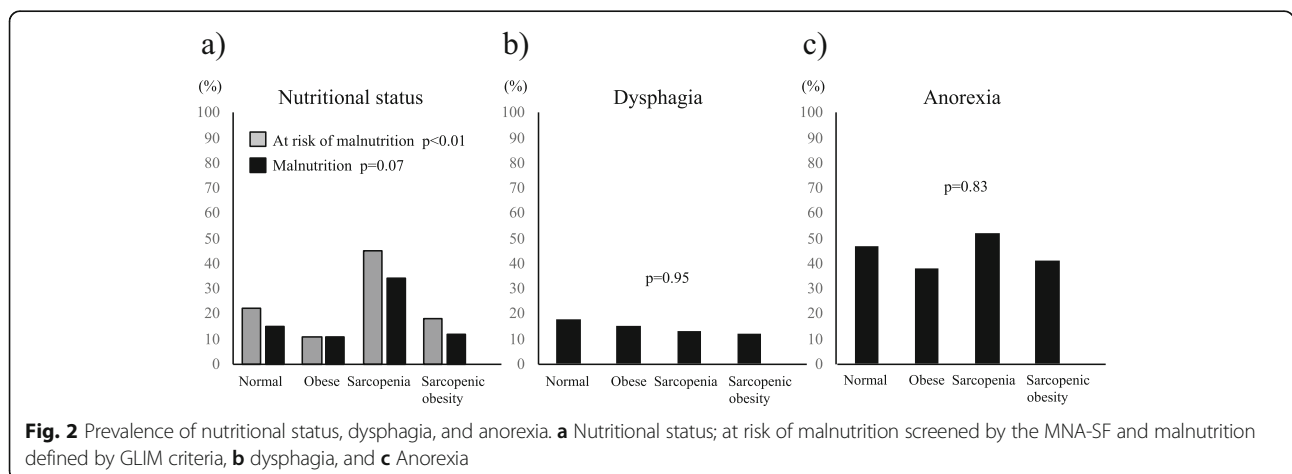 a)
(%)
Nutritional status
100
90
80
70
60
50
40
30
20
10
0
At risk of malnutrition p<0.01
Malnutrition p=0.07
Normal Obese Sarcopenia Sarcopenic
obesity
b)
(%)
Dysphagia
100
90
80
70
60
50
40
30
20
10
0
p=0.95
Normal Obese Sarcopenia Sarcopenic
obesity
c)
(%)
Anorexia
100
90
80
70
60
50
40
30
20
10
0
p=0.83
Normal Obese Sarcopenia Sarcopenic
obesity
Fig. 2 Prevalence of nutritional status, dysphagia, and anorexia. a Nutritional status; at risk of malnutrition screened by the MNA-SF and malnutrition
defined by GLIM criteria, b dysphagia, and c Anorexia